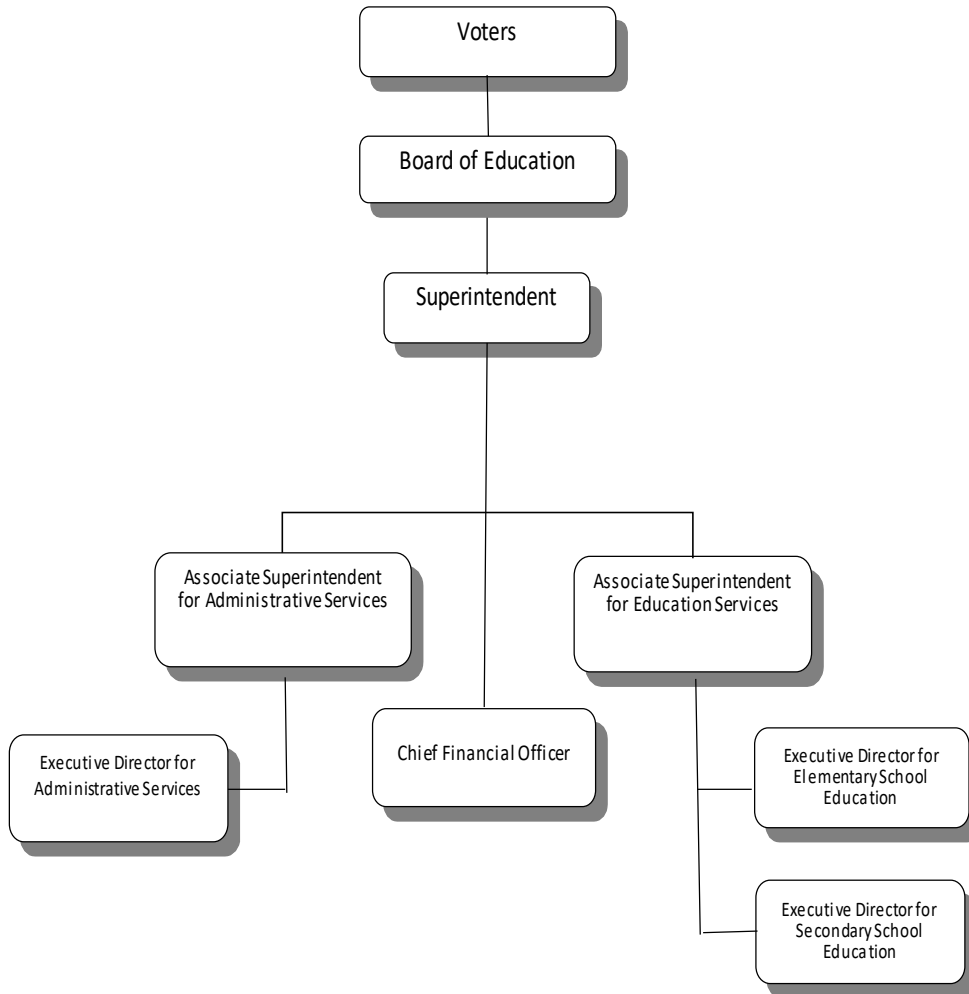 Voters
Board of Education
Superintendent
Associate Superintendent
for Administrative Services
Associate Superintendent
for Education Services
Executive Director for
Administrative Services
Chief Financial Officer
Executive Director for
Elementary School
Education
Executive Director for
Secondary School
Education